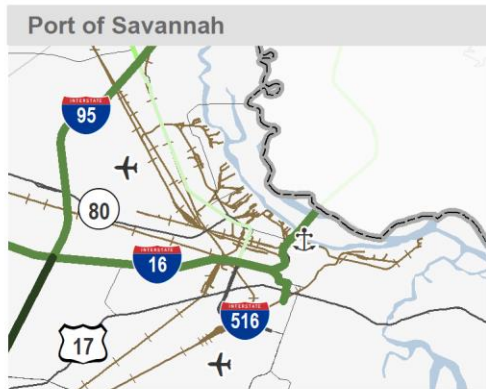 Port of Savannah
INTERSTATE
95
80
INTERSTATE
16
INTERSTATE
516
17